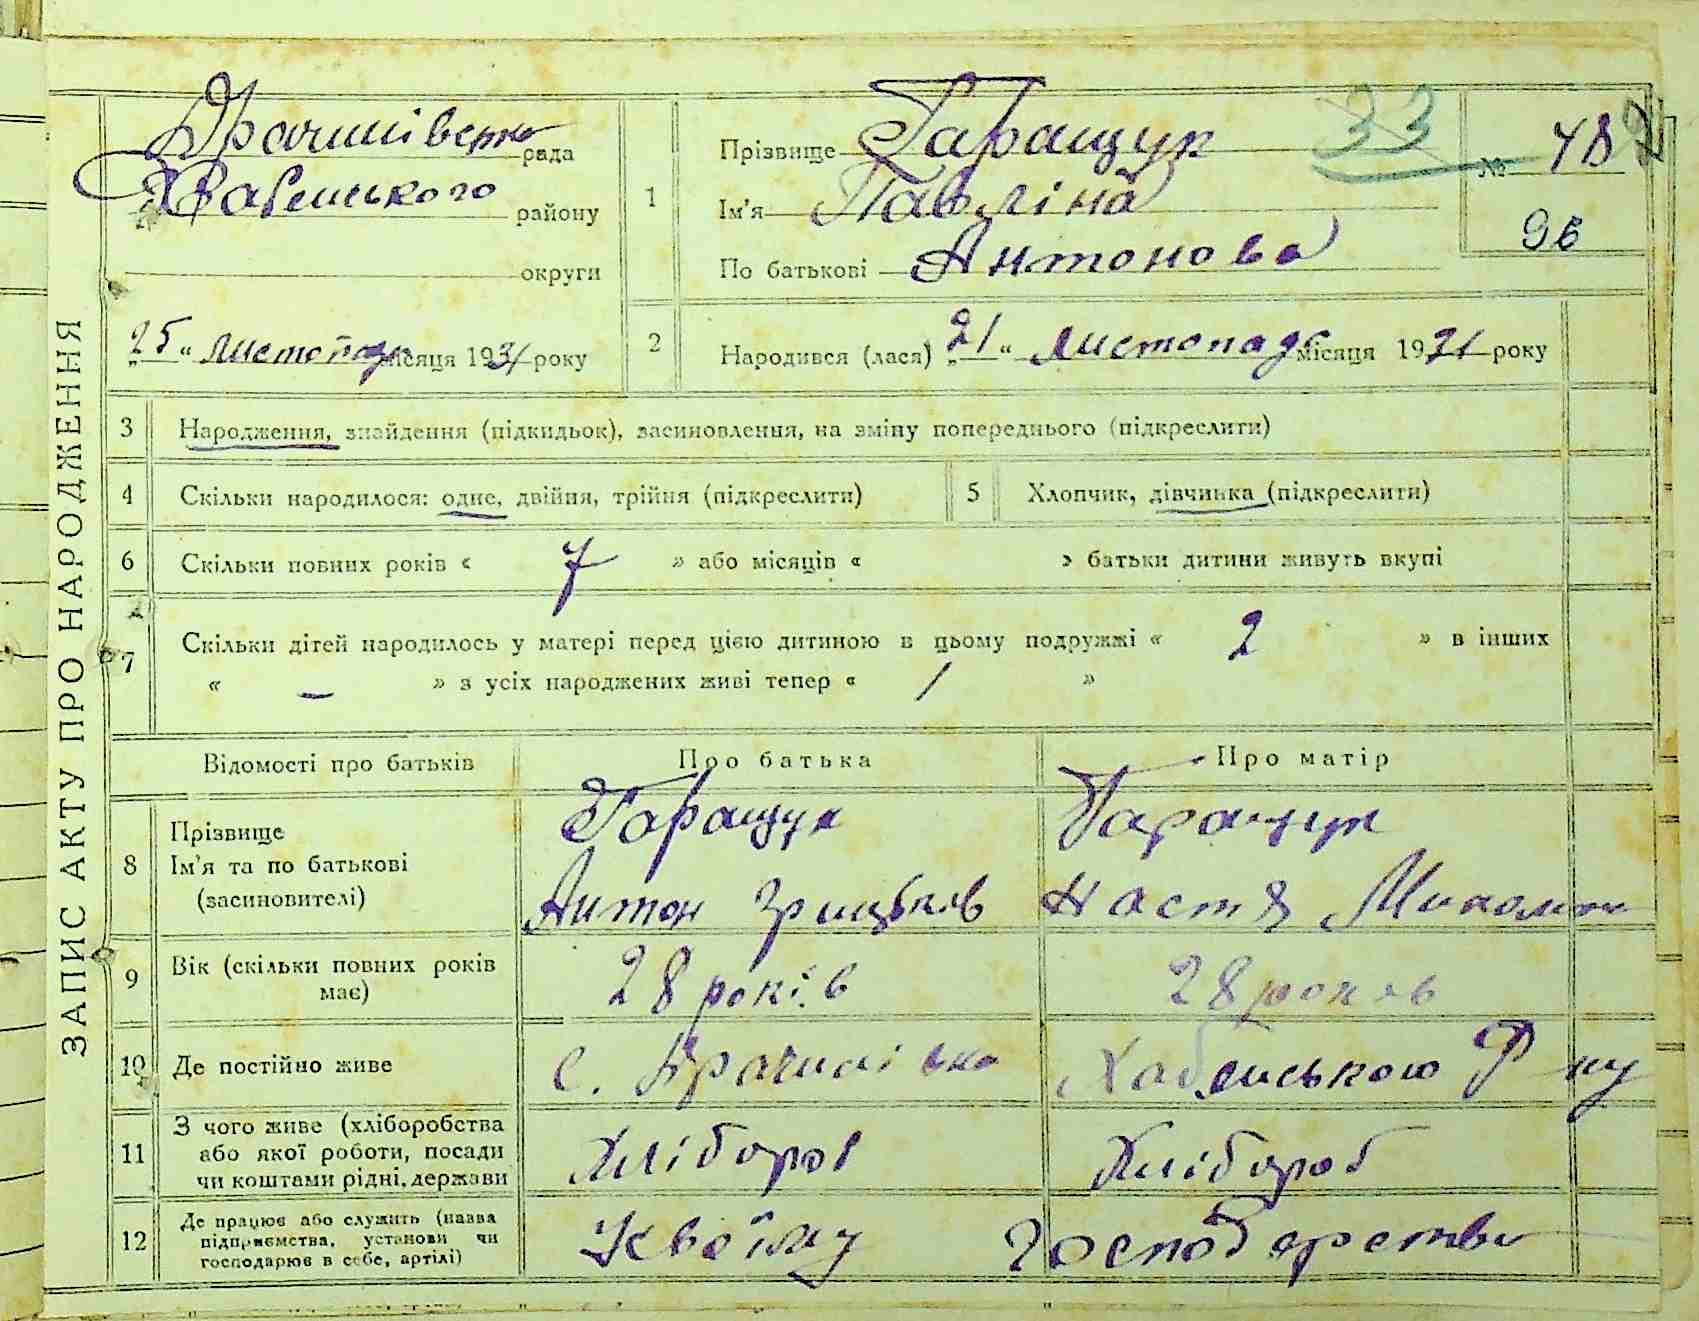 ЗАПИС АКТУ ПРО НАРОДЖЕННЯ
рада
Хабенського району
округи
„25“ листопада місяця 1931 року
1
Прізвище Гаращук
Ім'я Павліна
По батькові Антонова
33
№ 48
96
2
Народився (лася) „21“ листопада місяця 1931 року
3 Народження, знайдення (підкидьок), засиновлення, на зміну попереднього (підкреслити)
4 Скільки народилося: одне, двійня, трійня (підкреслити)
5 Хлопчик, дівчинка (підкреслити)
6 Скільки повних років « 7 » або місяців « » батьки дитини живуть вкупі
7 Скільки дітей народилось у матері перед цією дитиною в цьому подружжі « 2 » в інших
« — » з усіх народжених живі тепер « 1 »
Відомості про батьків Про батька Про матір
8 Прізвище
Ім'я та по батькові
(засиновителі)
Гаращук
Антон
Гаращук
Настя
9 Вік (скільки повних років
має)
28 років
28 років
10 Де постійно живе
с. Хабенського Р ну
11 З чого живе (хліборобства
або якої роботи, посади
чи коштами рідні, держави
Хлібороб
Хлібороб
12 Де працює або служить (назва
підприємства, установи чи
господарює в себе, артілі)
У своїму господарстві